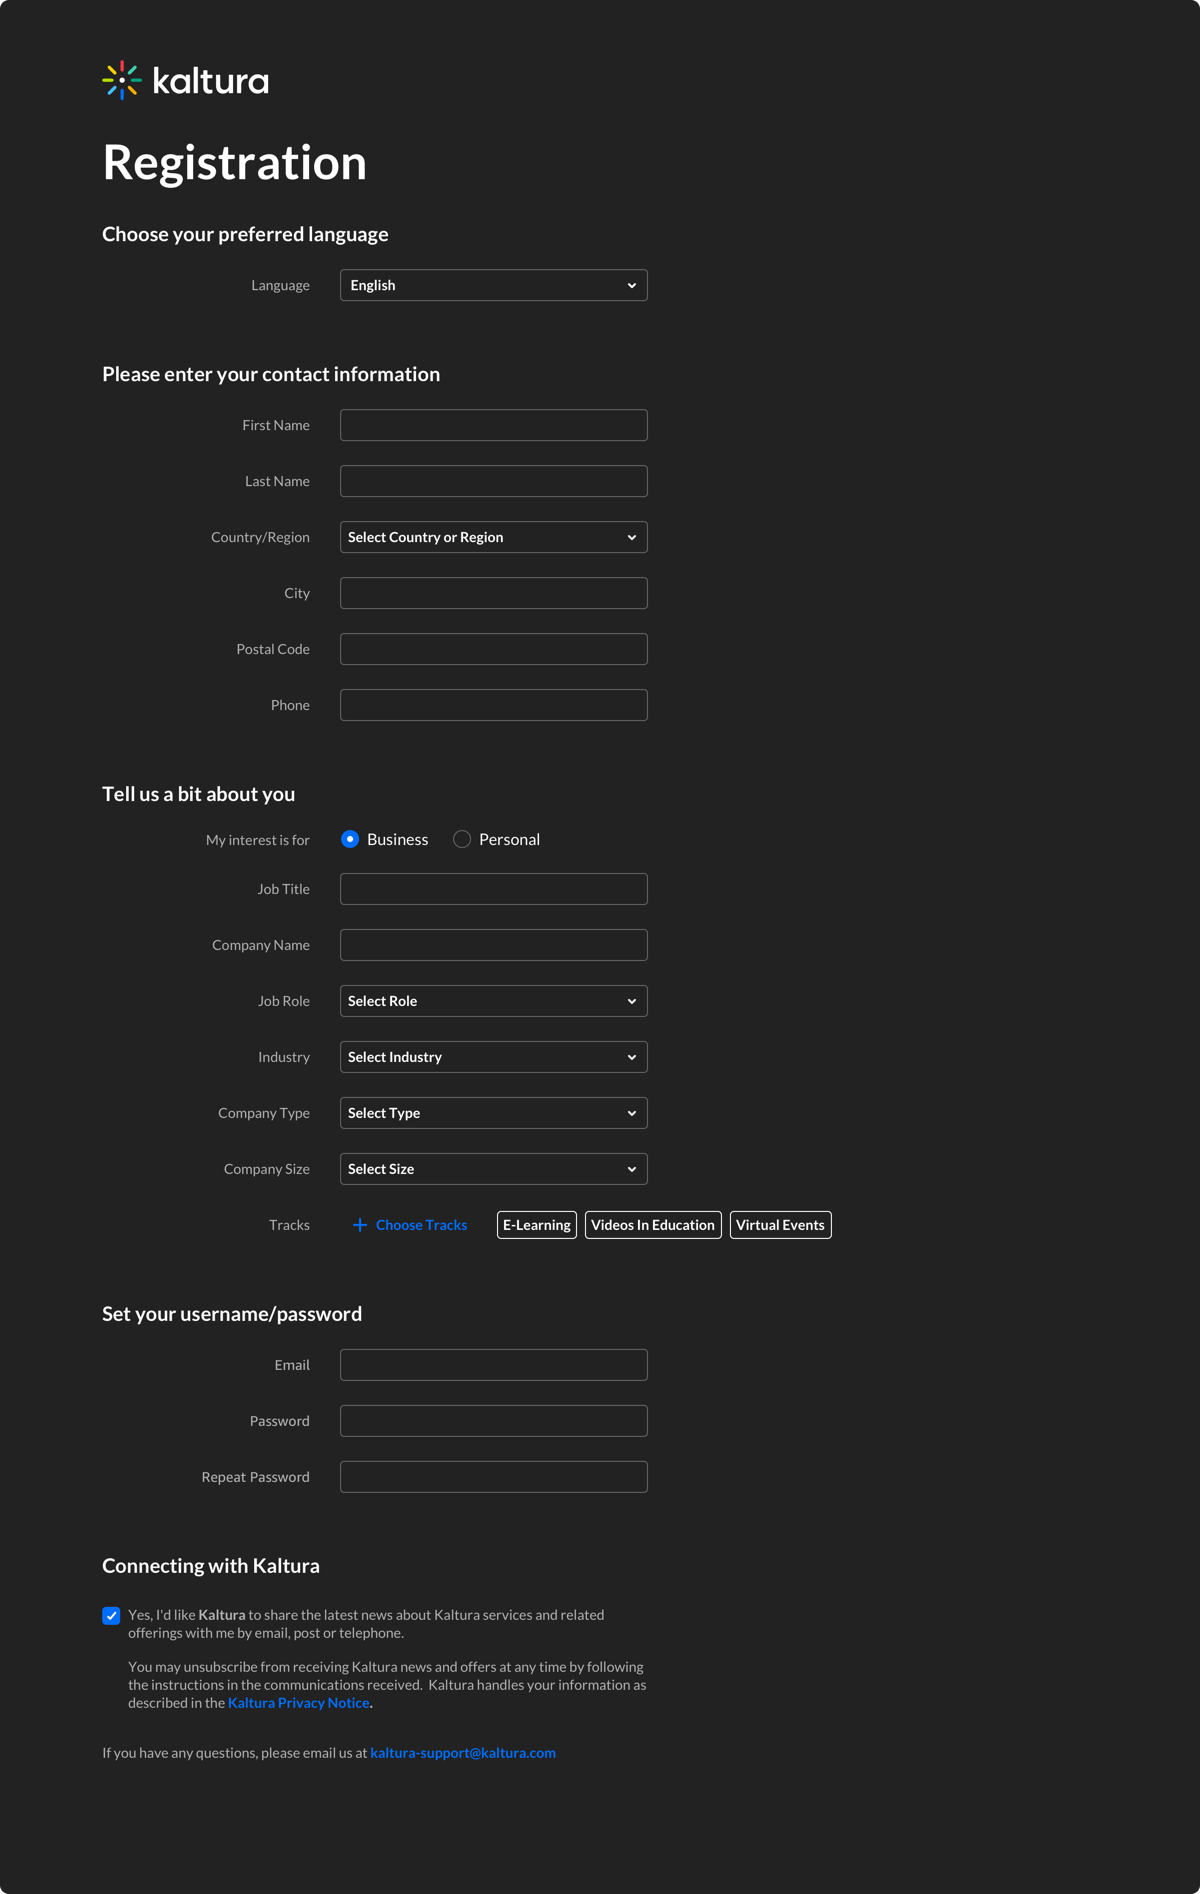 kaltura
Registration
Choose your preferred language
Language English
Please enter your contact information
First Name
Last Name
Country/Region Select Country or Region
City
Postal Code
Phone
Tell us a bit about you
My interest is for Business Personal
Job Title
Company Name
Job Role Select Role
Industry Select Industry
Company Type Select Type
Company Size Select Size
Tracks + Choose Tracks E-Learning Videos In Education Virtual Events
Set your username/password
Email
Password
Repeat Password
Connecting with Kaltura
Yes, I'd like Kaltura to share the latest news about Kaltura services and related
offerings with me by email, post or telephone.
You may unsubscribe from receiving Kaltura news and offers at any time by following
the instructions in the communications received. Kaltura handles your information as
described in the Kaltura Privacy Notice.
If you have any questions, please email us at kaltura-support@kaltura.com